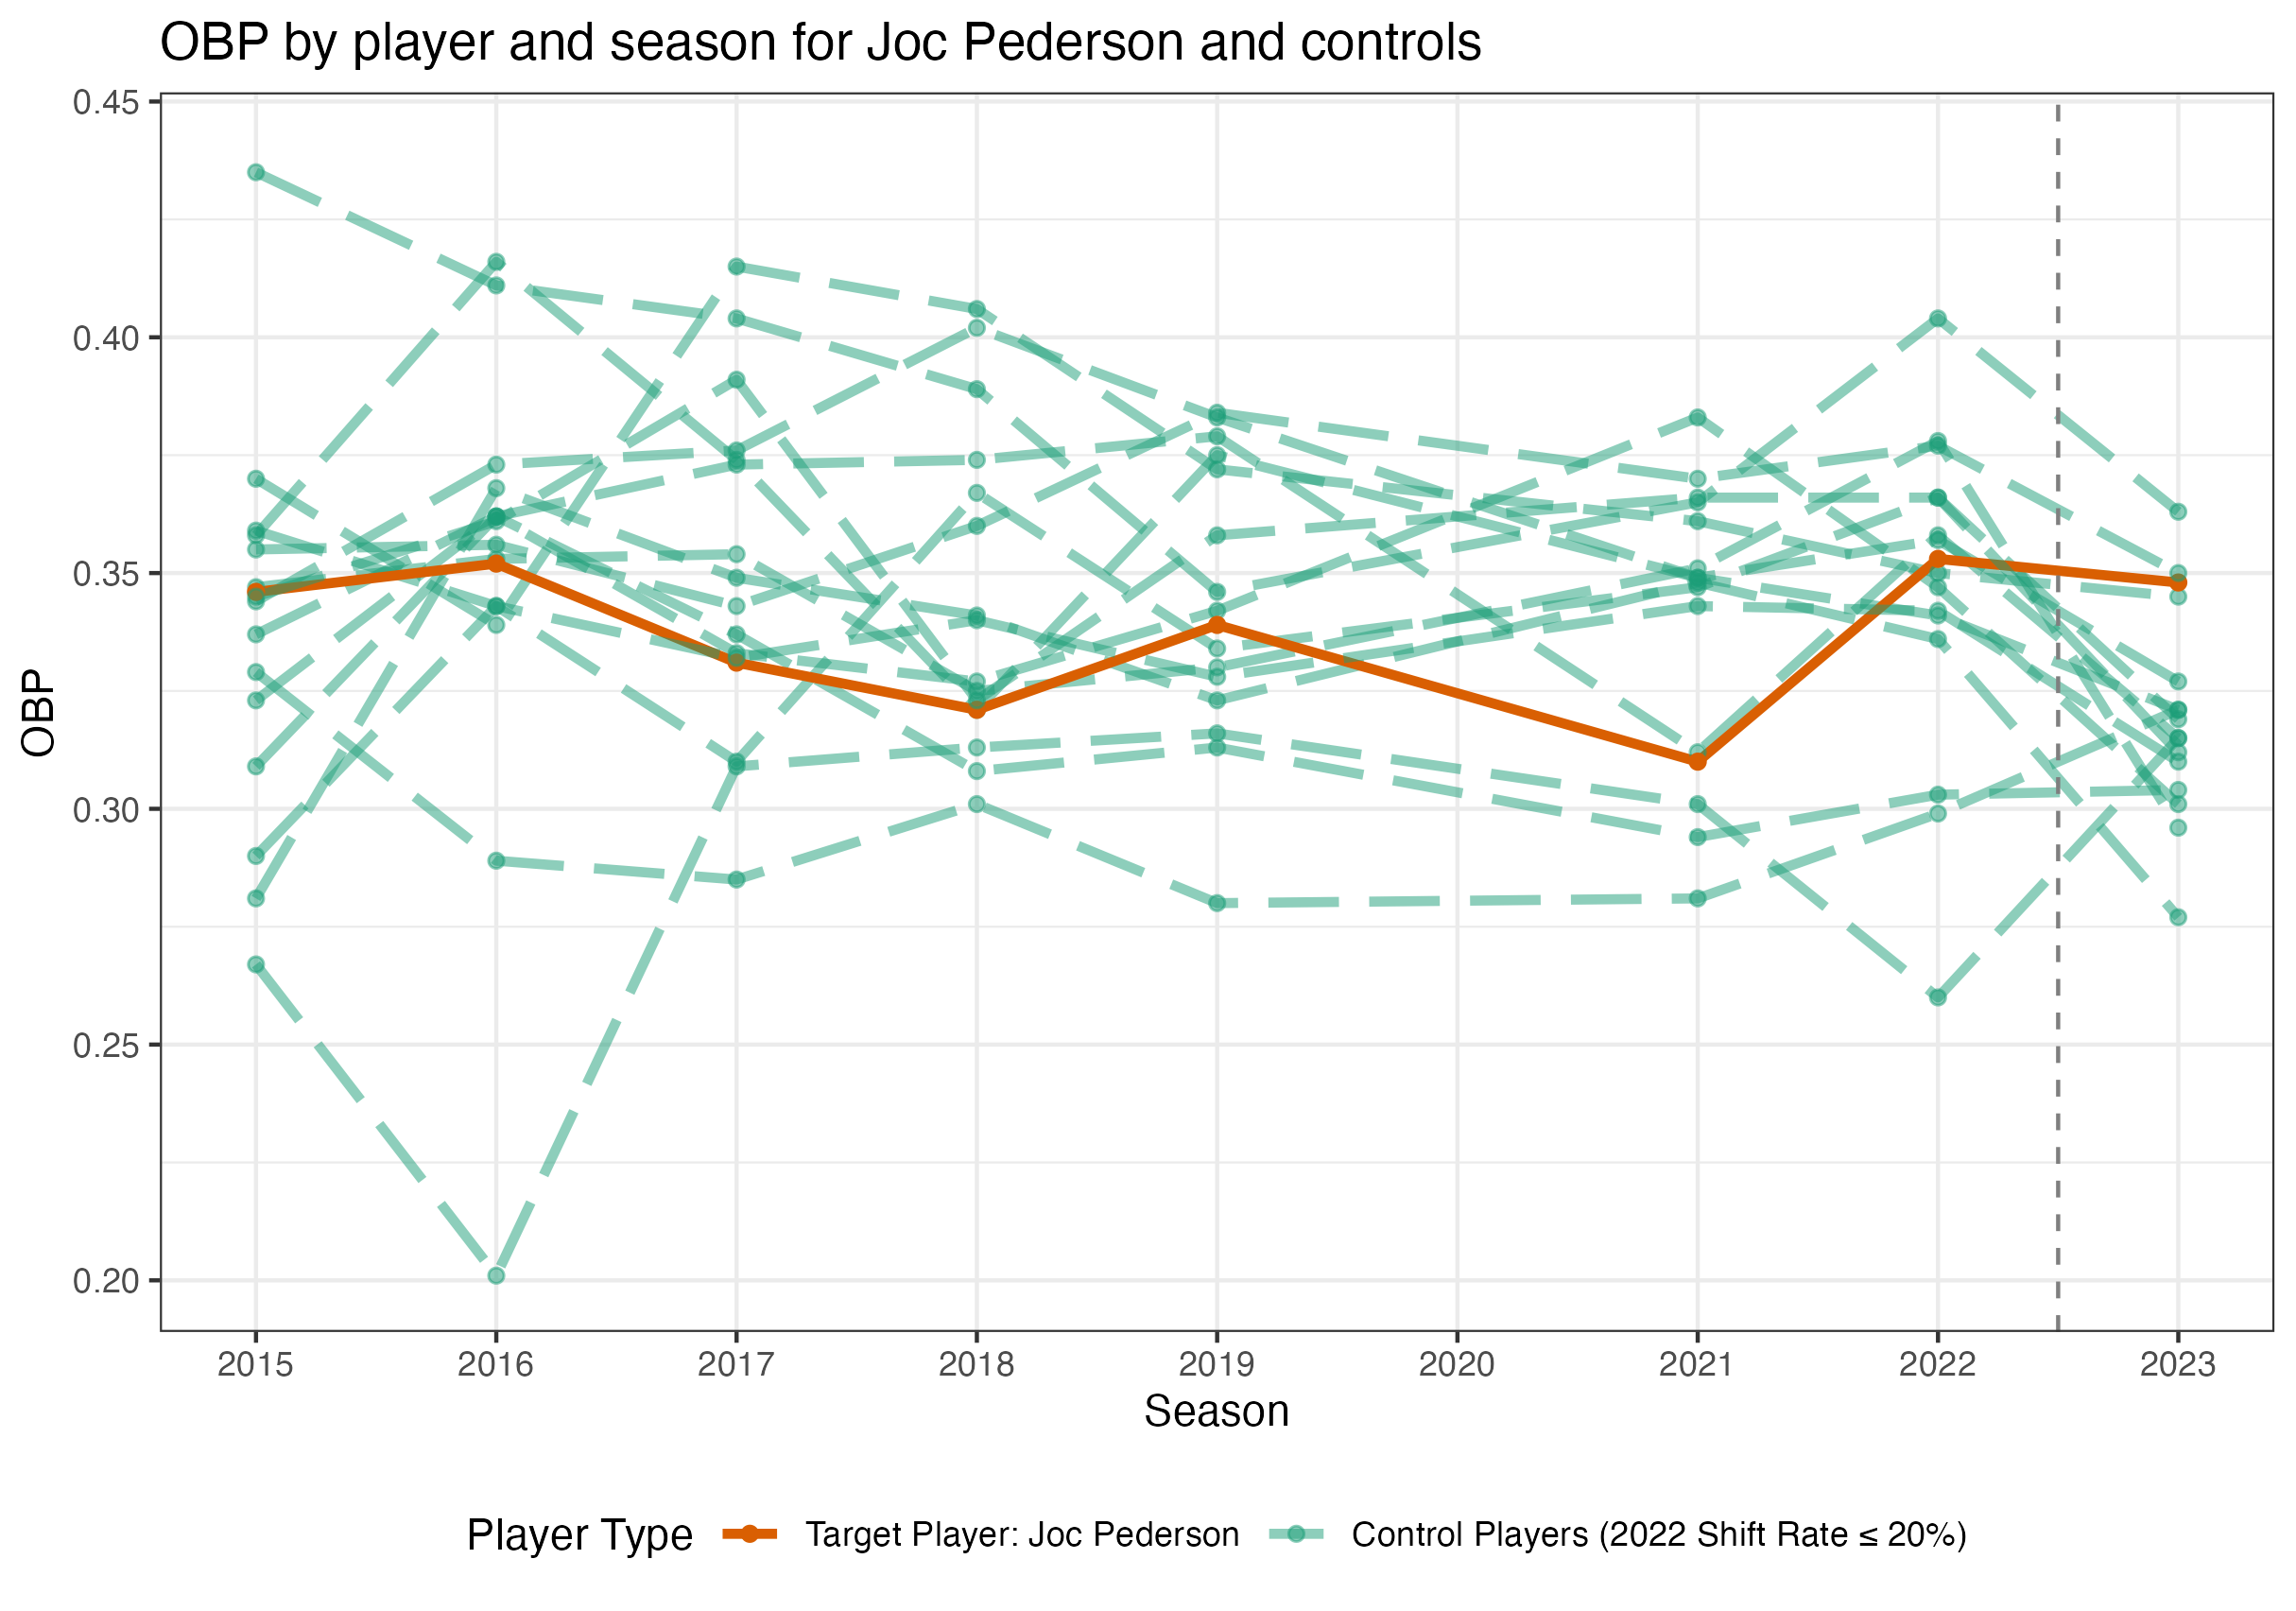 OBP by player and season for Joc Pederson and controls
0.45
0.40
0.35
0.30
0.25
0.20
OBP
2015 2016 2017 2018 2019 2020 2021 2022 2023
Season
Player Type Target Player: Joc Pederson Control Players (2022 Shift Rate ≤ 20%)